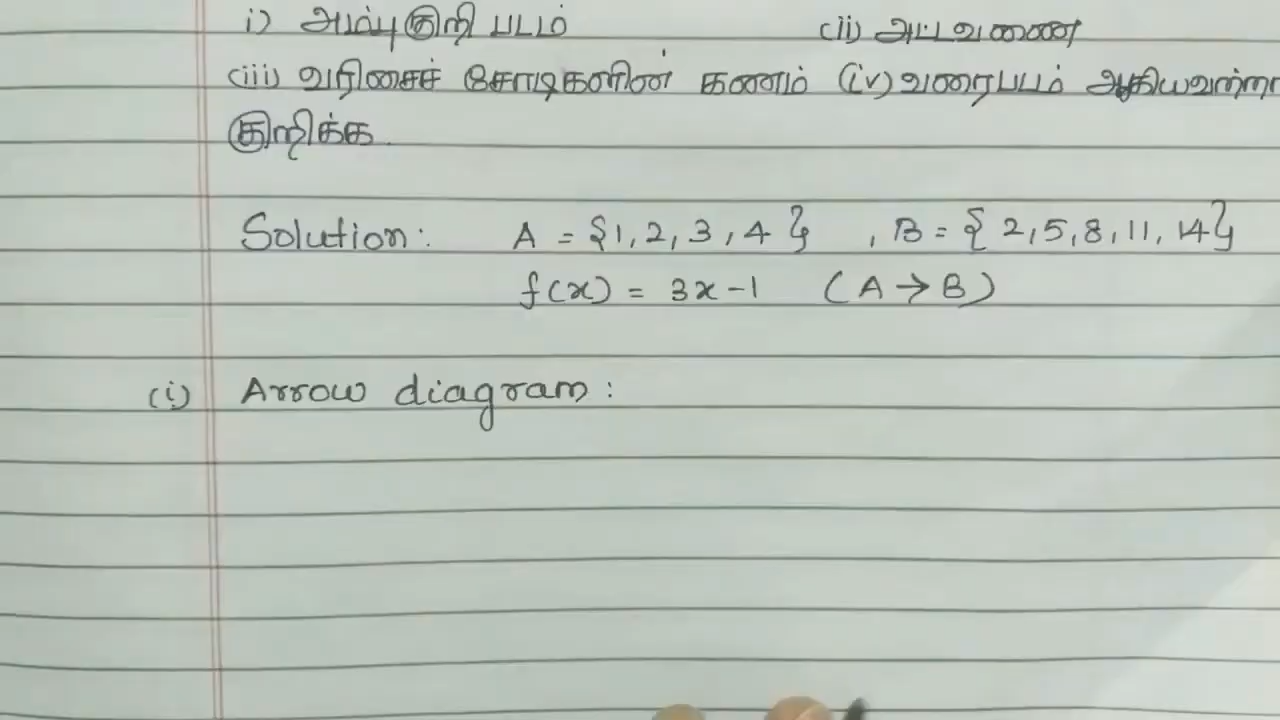 i) அம்பு குறி படம் (ii) அட்டவணை
(iii) வரிசைச் சோடிகளின் கணம் (iv) வரைபடம் ஆகியவற்றா
குறிக்க.
Solution: A = {1, 2, 3, 4} , B = {2, 5, 8, 11, 14}
f(x) = 3x-1 (A → B)
(i) Arrow diagram: